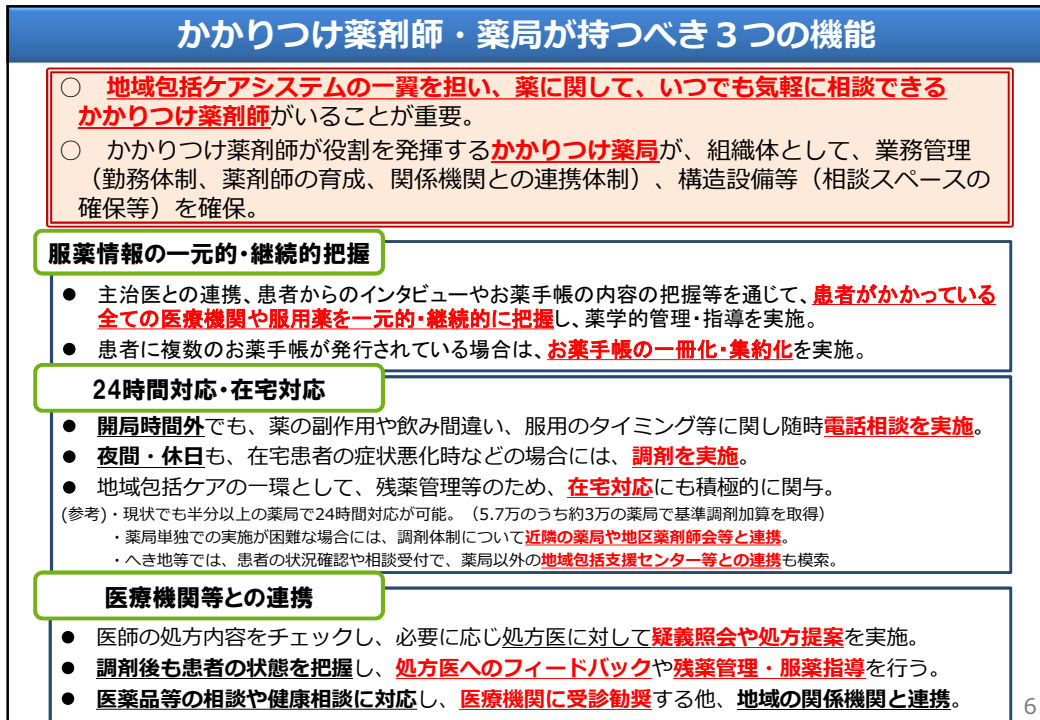 かかりつけ薬剤師・薬局が持つべき３つの機能
○　地域包括ケアシステムの一翼を担い、薬に関して、いつでも気軽に相談できる
かかりつけ薬剤師がいることが重要。
○　かかりつけ薬剤師が役割を発揮するかかりつけ薬局が、組織体として、業務管理
（勤務体制、薬剤師の育成、関係機関との連携体制）、構造設備等（相談スペースの
確保等）を確保。
服薬情報の一元的・継続的把握
● 主治医との連携、患者からのインタビューやお薬手帳の内容の把握等を通じて、患者がかかっている
全ての医療機関や服用薬を一元的・継続的に把握し、薬学的管理・指導を実施。
● 患者に複数のお薬手帳が発行されている場合は、お薬手帳の一冊化・集約化を実施。
24時間対応・在宅対応
● 開局時間外でも、薬の副作用や飲み間違い、服用のタイミング等に関し随時電話相談を実施。
● 夜間・休日も、在宅患者の症状悪化時などの場合には、調剤を実施。
● 地域包括ケアの一環として、残薬管理等のため、在宅対応にも積極的に関与。
(参考)・現状でも半分以上の薬局で24時間対応が可能。（5.7万のうち約3万の薬局で基準調剤加算を取得）
・薬局単独での実施が困難な場合には、調剤体制について近隣の薬局や地区薬剤師会等と連携。
・へき地等では、患者の状況確認や相談受付で、薬局以外の地域包括支援センター等との連携も模索。
医療機関等との連携
● 医師の処方内容をチェックし、必要に応じ処方医に対して疑義照会や処方提案を実施。
● 調剤後も患者の状態を把握し、処方医へのフィードバックや残薬管理・服薬指導を行う。
● 医薬品等の相談や健康相談に対応し、医療機関に受診勧奨する他、地域の関係機関と連携。
6